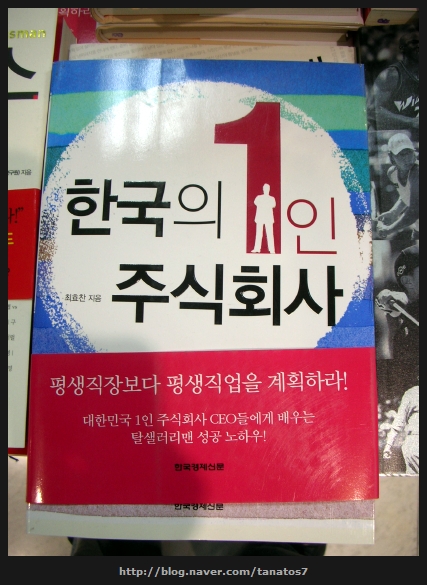 한국의 1인
주식회사
최효찬 지음
평생직장보다 평생직업을 계획하라!
대한민국 1인 주식회사 CEO들에게 배우는
탈샐러리맨 성공 노하우!
한국경제신문
한국경제신문
http://blog.naver.com/tanatos7